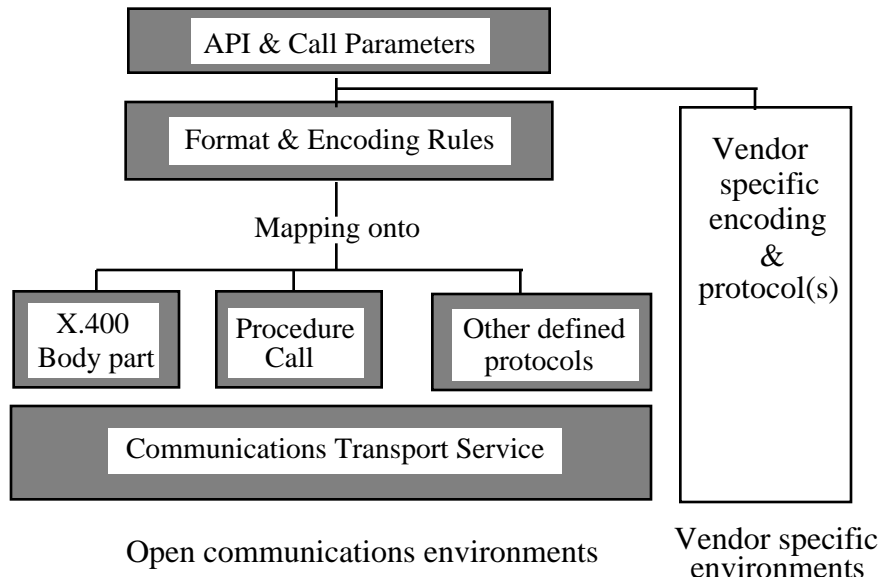 API & Call Parameters
Format & Encoding Rules
Mapping onto
X.400
Body part
Procedure
Call
Other defined
protocols
Communications Transport Service
Open communications environments
Vendor
specific
encoding
&
protocol(s)
Vendor specific
environments